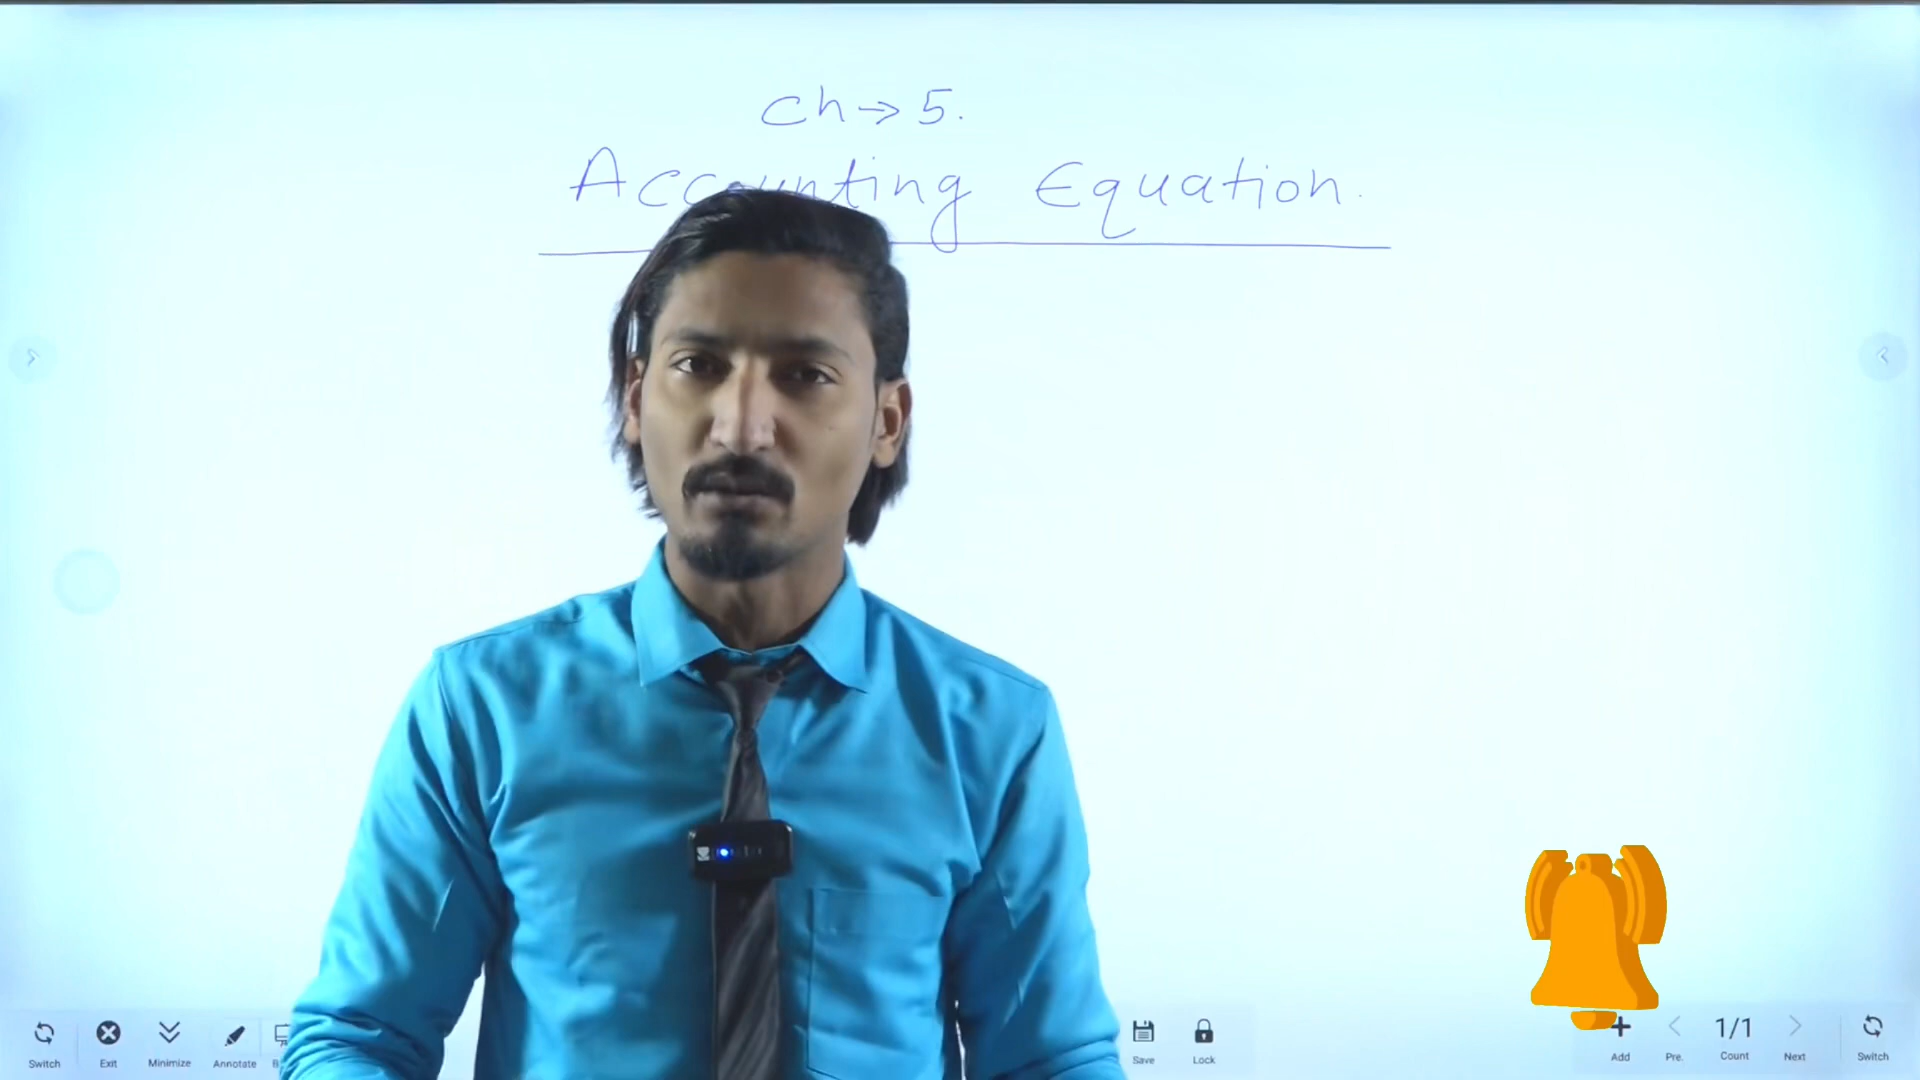 Ch → 5.
Accounting Equation.
Switch
Exit
Minimize
Annotate
Save
Lock
Add
Pre.
1/1
Count
Next
Switch